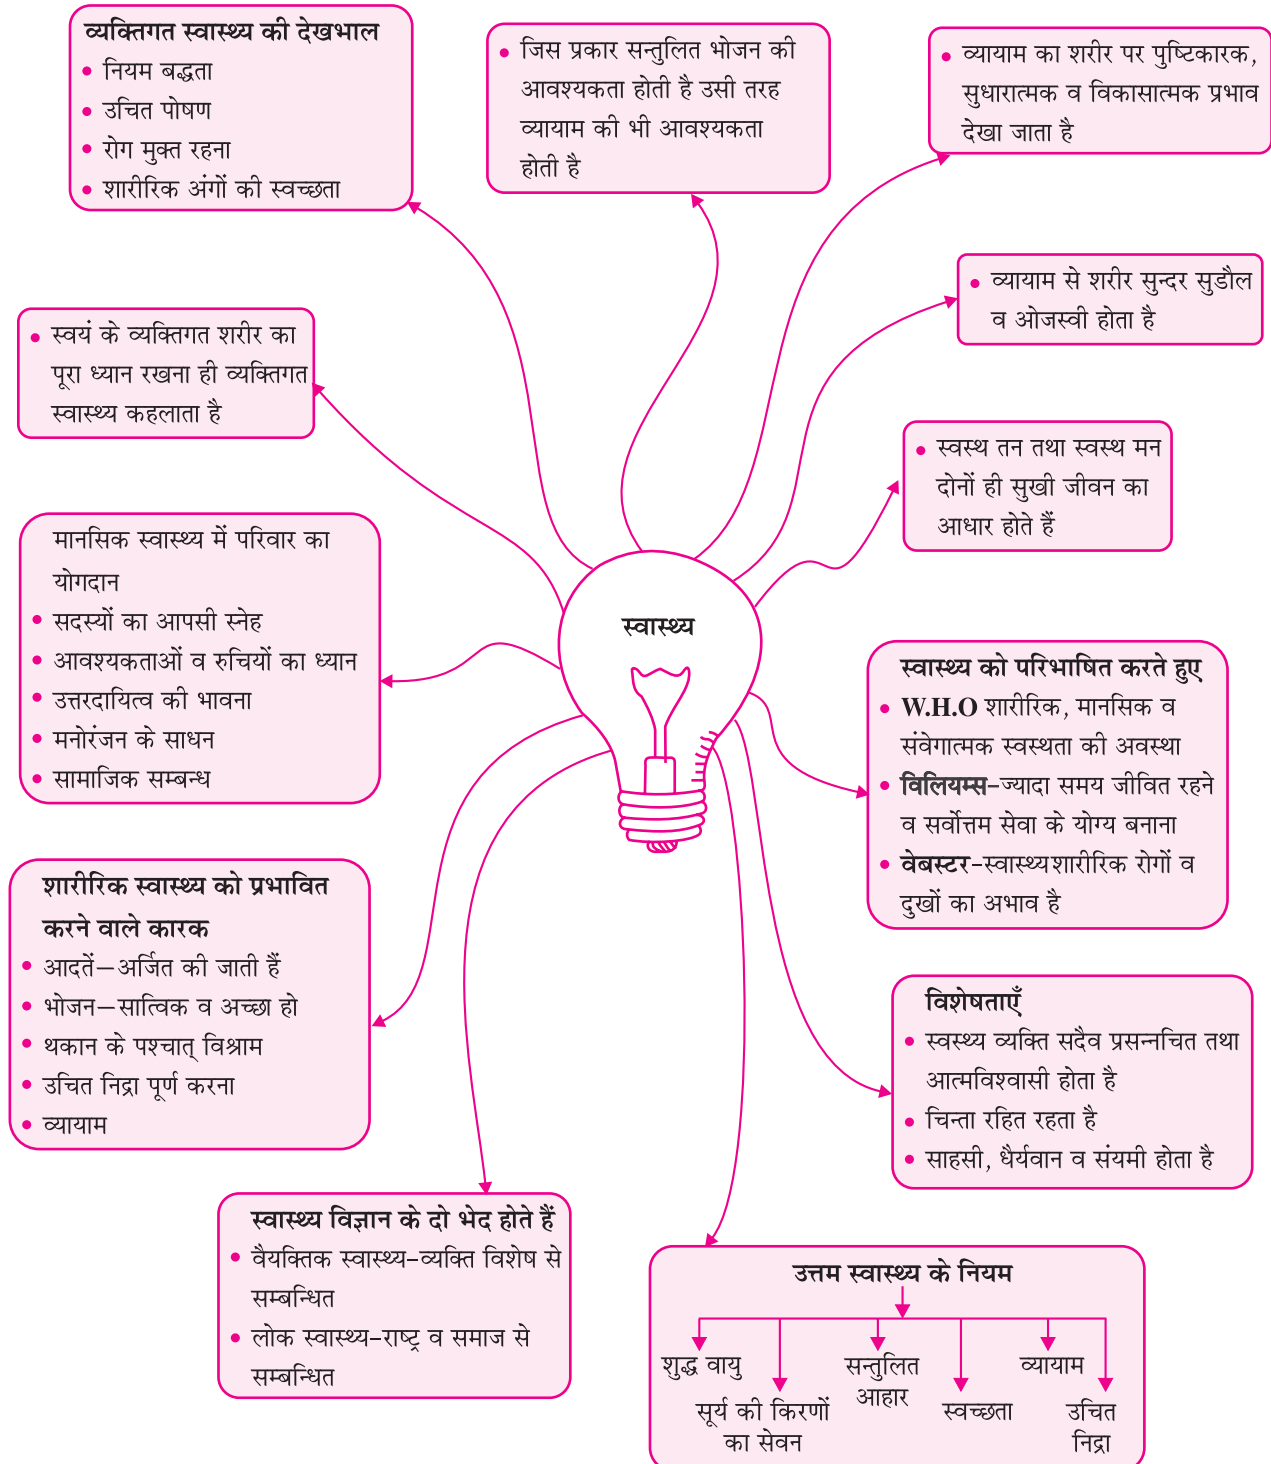 व्यक्तिगत स्वास्थ्य की देखभाल
• नियम बद्धता
• उचित पोषण
• रोग मुक्त रहना
• शारीरिक अंगों की स्वच्छता
• जिस प्रकार सन्तुलित भोजन की
आवश्यकता होती है उसी तरह
व्यायाम की भी आवश्यकता
होती है
• व्यायाम का शरीर पर पुष्टिकारक,
सुधारात्मक व विकासात्मक प्रभाव
देखा जाता है
• व्यायाम से शरीर सुन्दर सुडौल
व ओजस्वी होता है
• स्वयं के व्यक्तिगत शरीर का
पूरा ध्यान रखना ही व्यक्तिगत
स्वास्थ्य कहलाता है
• स्वस्थ तन तथा स्वस्थ मन
दोनों ही सुखी जीवन का
आधार होते हैं
मानसिक स्वास्थ्य में परिवार का
योगदान
• सदस्यों का आपसी स्नेह
• आवश्यकताओं व रुचियों का ध्यान
• उत्तरदायित्व की भावना
• मनोरंजन के साधन
• सामाजिक सम्बन्ध
स्वास्थ्य
स्वास्थ्य को परिभाषित करते हुए
• W.H.O शारीरिक, मानसिक व
संवेगात्मक स्वस्थता की अवस्था
• विलियम्स–ज्यादा समय जीवित रहने
व सर्वोत्तम सेवा के योग्य बनाना
• वेबस्टर–स्वास्थ्यशारीरिक रोगों व
दुखों का अभाव है
शारीरिक स्वास्थ्य को प्रभावित
करने वाले कारक
• आदतें—अर्जित की जाती हैं
• भोजन—सात्विक व अच्छा हो
• थकान के पश्चात् विश्राम
• उचित निद्रा पूर्ण करना
• व्यायाम
विशेषताएँ
• स्वस्थ्य व्यक्ति सदैव प्रसन्नचित तथा
आत्मविश्वासी होता है
• चिन्ता रहित रहता है
• साहसी, धैर्यवान व संयमी होता है
स्वास्थ्य विज्ञान के दो भेद होते हैं
• वैयक्तिक स्वास्थ्य–व्यक्ति विशेष से
सम्बन्धित
• लोक स्वास्थ्य–राष्ट्र व समाज से
सम्बन्धित
उत्तम स्वास्थ्य के नियम
शुद्ध वायु
सूर्य की किरणों
का सेवन
सन्तुलित
आहार
स्वच्छता
व्यायाम
उचित
निद्रा